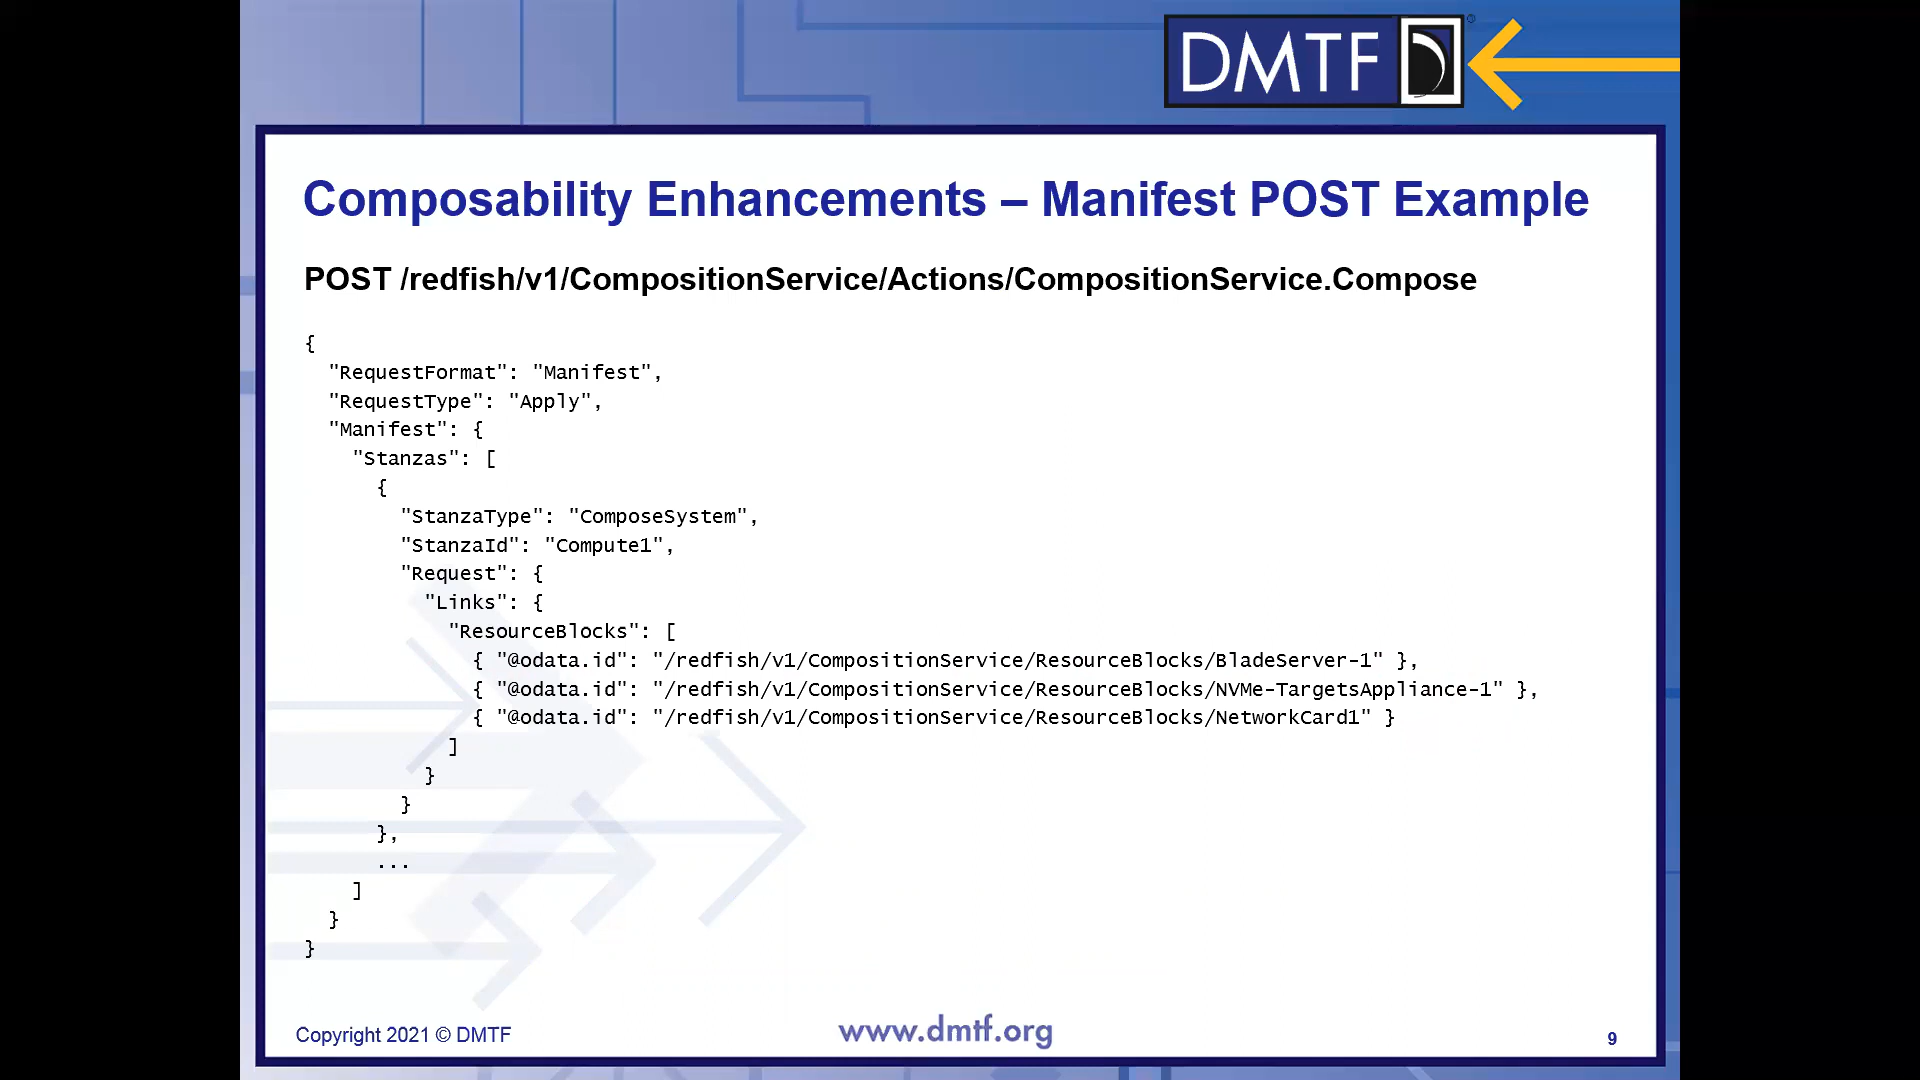 DMTF
Composability Enhancements – Manifest POST Example
POST /redfish/v1/CompositionService/Actions/CompositionService.Compose
{
"RequestFormat": "Manifest",
"RequestType": "Apply",
"Manifest": {
"Stanzas": [
{
"StanzaType": "ComposeSystem",
"StanzaId": "Compute1",
"Request": {
"Links": {
"ResourceBlocks": [
{ "@odata.id": "/redfish/v1/CompositionService/ResourceBlocks/BladeServer-1" },
{ "@odata.id": "/redfish/v1/CompositionService/ResourceBlocks/NVMe-TargetsAppliance-1" },
{ "@odata.id": "/redfish/v1/CompositionService/ResourceBlocks/NetworkCard1" }
]
}
}
},
...
]
}
}
Copyright 2021 © DMTF
www.dmtf.org
9